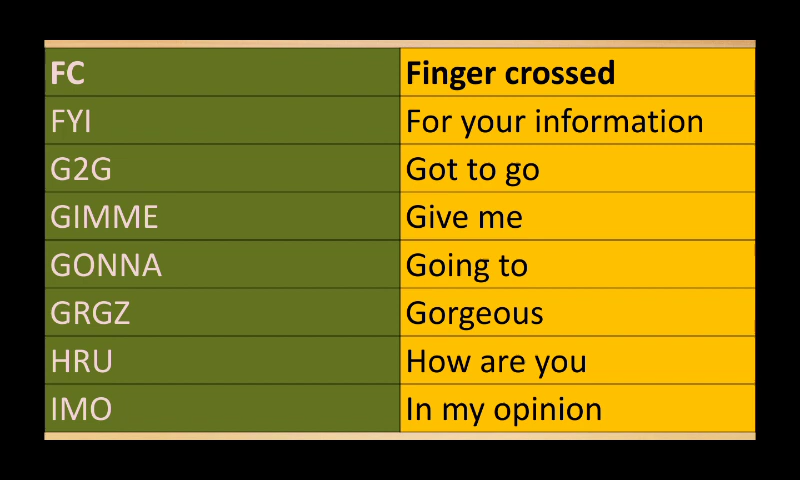 FC Finger crossed
FYI For your information
G2G Got to go
GIMME Give me
GONNA Going to
GRGZ Gorgeous
HRU How are you
IMO In my opinion